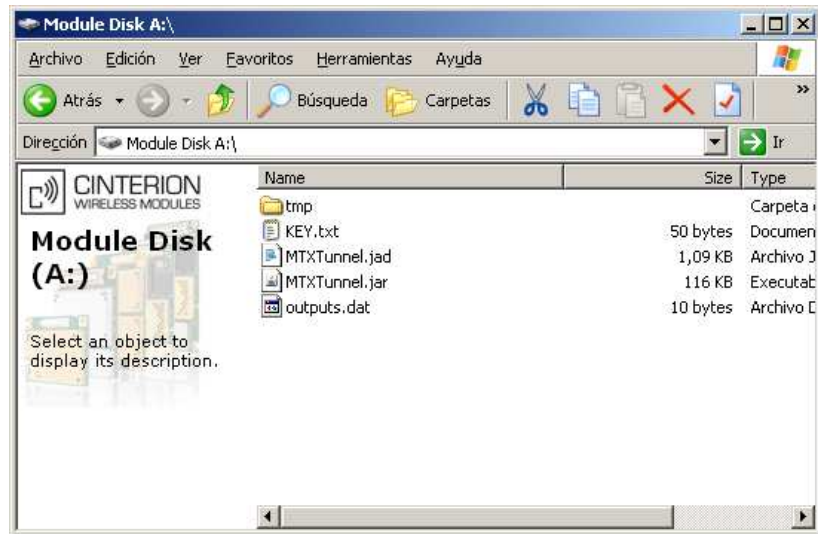 Module Disk A:\
Archivo Edición Ver Favoritos Herramientas Ayuda
Atrás Búsqueda Carpetas »
Dirección Module Disk A:\ Ir
CINTERION
WIRELESS MODULES
Module Disk
(A:)
Select an object to
display its description.
Name Size Type
tmp Carpeta
KEY.txt 50 bytes Documen
MTXTunnel.jad 1,09 KB Archivo J
MTXTunnel.jar 116 KB Executab
outputs.dat 10 bytes Archivo D